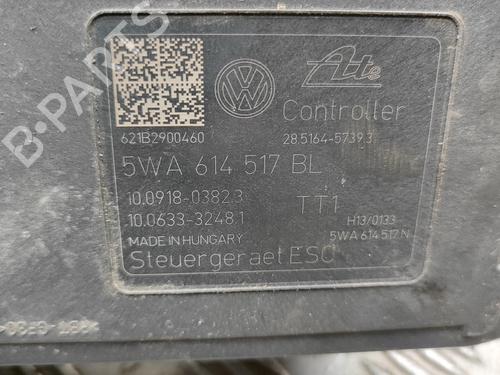 Ate
Controller
621B2900460 28.5164-5739.3
5WA 614 517 BL
10.0918-0382.3 TT1
10.0633-3248.1 H13/0133
MADE IN HUNGARY 5WA 614 517 N
Steuergeraet ESC
B-PARTS